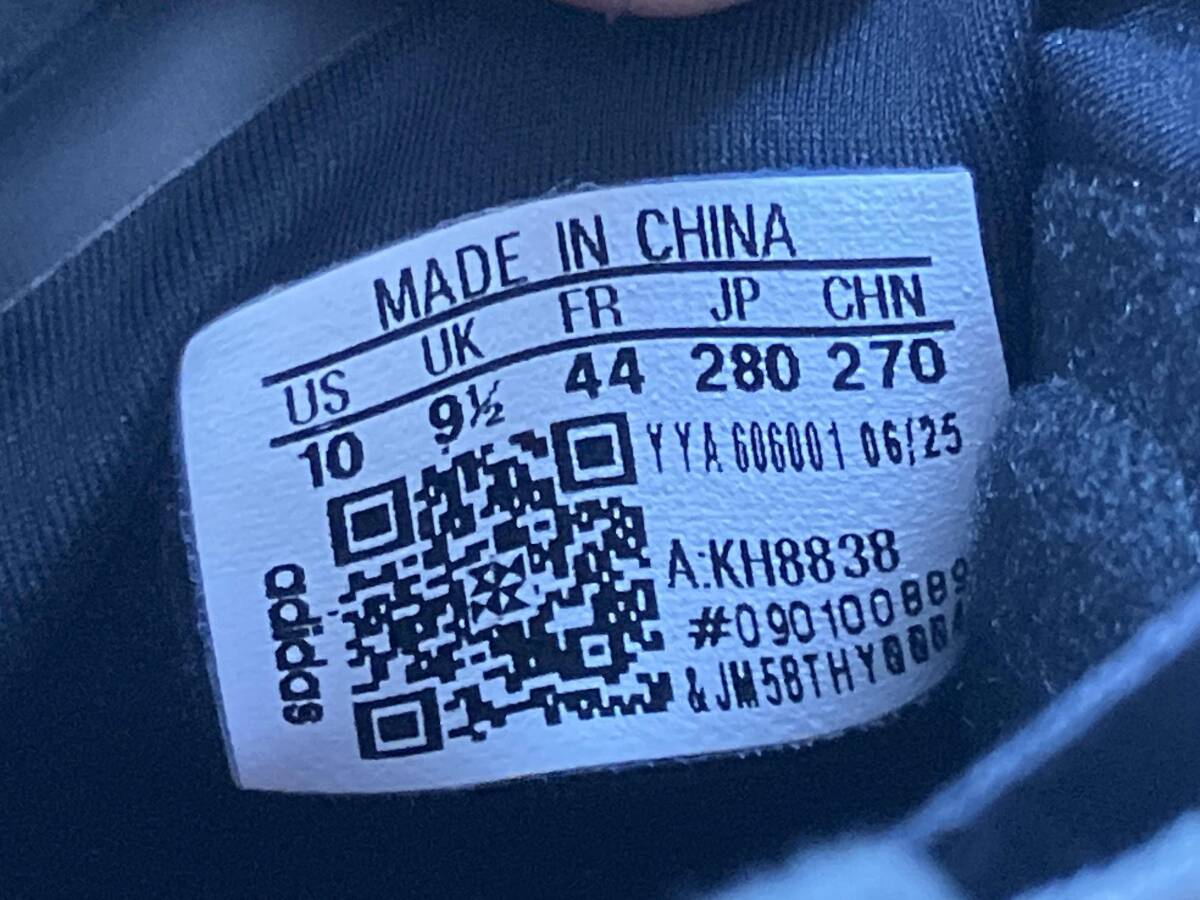 MADE IN CHINA
US UK FR JP CHN
10 9½ 44 280 270
YYA 606001 06/25
A:KH8838
adidas